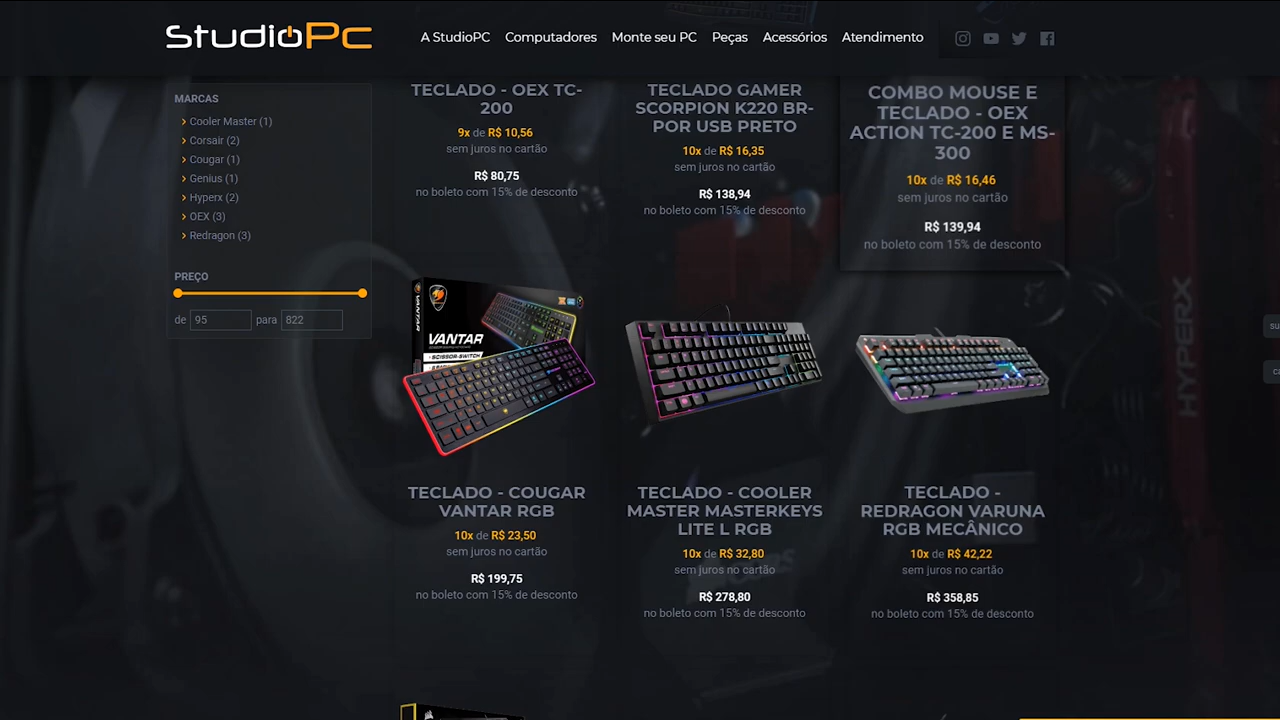 StudioPc
A StudioPC
Computadores
Monte seu PC
Peças
Acessórios
Atendimento
MARCAS
Cooler Master (1)
Corsair (2)
Cougar (1)
Genius (1)
Hyperx (2)
OEX (3)
Redragon (3)
PREÇO
de 95 para 822
TECLADO - OEX TC-
200
9x de R$ 10,56
sem juros no cartão
R$ 80,75
no boleto com 15% de desconto
TECLADO GAMER
SCORPION K220 BR-
POR USB PRETO
10x de R$ 16,35
sem juros no cartão
R$ 138,94
no boleto com 15% de desconto
COMBO MOUSE E
TECLADO - OEX
ACTION TC-200 E MS-
300
10x de R$ 16,46
sem juros no cartão
R$ 139,94
no boleto com 15% de desconto
VANTAR
SCISSOR-SWITCH
TECLADO - COUGAR
VANTAR RGB
10x de R$ 23,50
sem juros no cartão
R$ 199,75
no boleto com 15% de desconto
TECLADO - COOLER
MASTER MASTERKEYS
LITE L RGB
10x de R$ 32,80
sem juros no cartão
R$ 278,80
no boleto com 15% de desconto
TECLADO -
REDRAGON VARUNA
RGB MECÂNICO
10x de R$ 42,22
sem juros no cartão
R$ 358,85
no boleto com 15% de desconto
HYPERX
su
ca